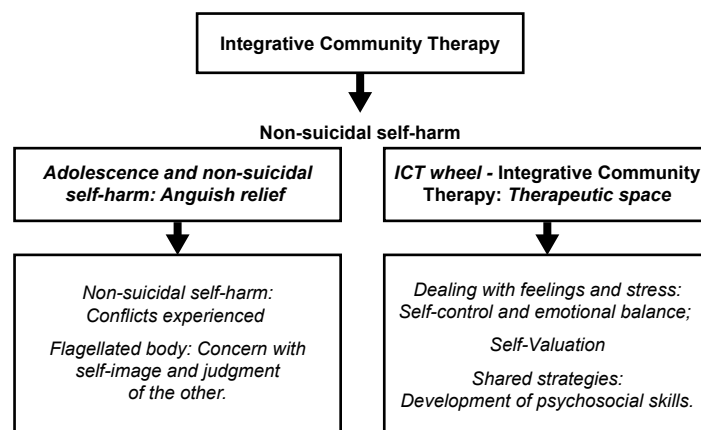 Integrative Community Therapy
Non-suicidal self-harm
Adolescence and non-suicidal
self-harm: Anguish relief
ICT wheel - Integrative Community
Therapy: Therapeutic space
Non-suicidal self-harm:
Conflicts experienced
Flagellated body: Concern with
self-image and judgment
of the other.
Dealing with feelings and stress:
Self-control and emotional balance;
Self-Valuation
Shared strategies:
Development of psychosocial skills.